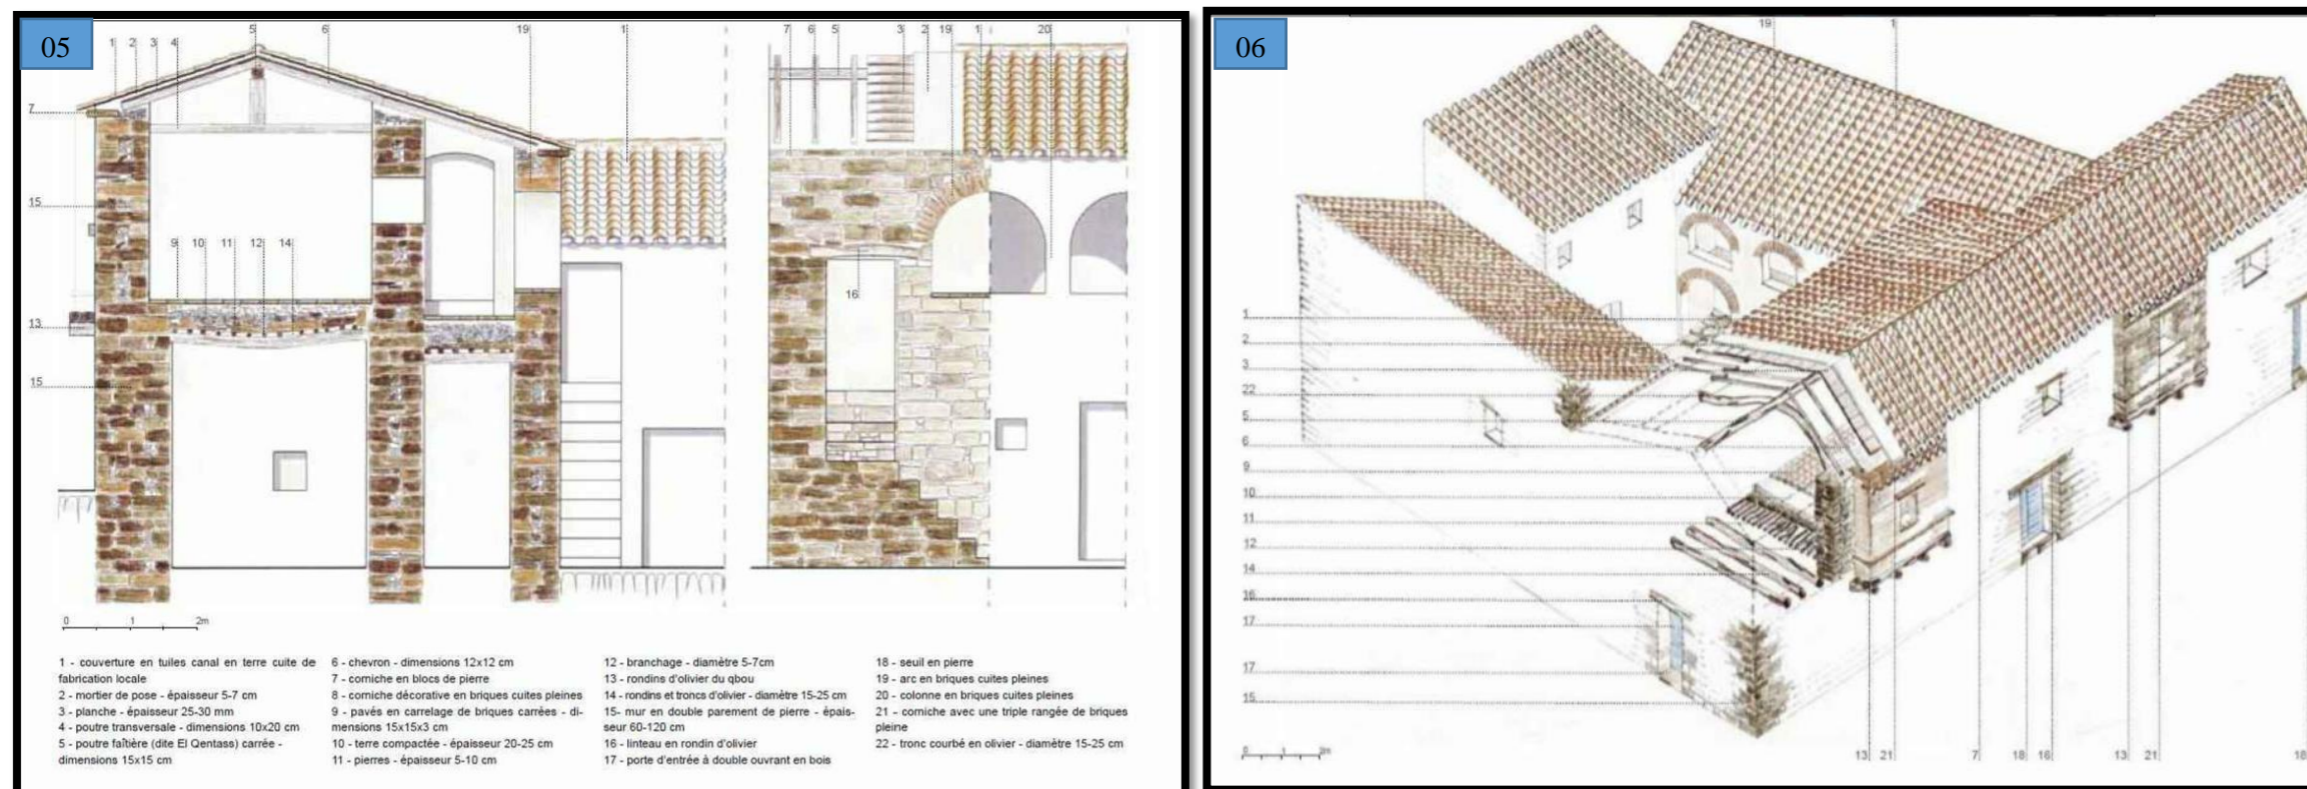 05
1 2 3 4 5 6 19 1 7 6 5 3 2 19 1 20
7
15
9 10 11 12 14
16
13
15
0 1 2m
1 - couverture en tuiles canal en terre cuite de
fabrication locale
2 - mortier de pose - épaisseur 5-7 cm
3 - planche - épaisseur 25-30 mm
4 - poutre transversale - dimensions 10x20 cm
5 - poutre faîtière (dite El Qentass) carrée -
dimensions 15x15 cm
6 - chevron - dimensions 12x12 cm
7 - corniche en blocs de pierre
8 - corniche décorative en briques cuites pleines
9 - pavés en carrelage de briques carrées - di-
mensions 15x15x3 cm
10 - terre compactée - épaisseur 20-25 cm
11 - pierres - épaisseur 5-10 cm
12 - branchage - diamètre 5-7cm
13 - rondins d'olivier du qbou
14 - rondins et troncs d'olivier - diamètre 15-25 cm
15- mur en double parement de pierre - épais-
seur 60-120 cm
16 - linteau en rondin d'olivier
17 - porte d'entrée à double ouvrant en bois
18 - seuil en pierre
19 - arc en briques cuites pleines
20 - colonne en briques cuites pleines
21 - corniche avec une triple rangée de briques
pleine
22 - tronc courbé en olivier - diamètre 15-25 cm
06
19 1
1
2
3
22
5
6
9
10
11
12
14
16
17
17
15
0 1 2m
13 21 7 18 16 13 21 18